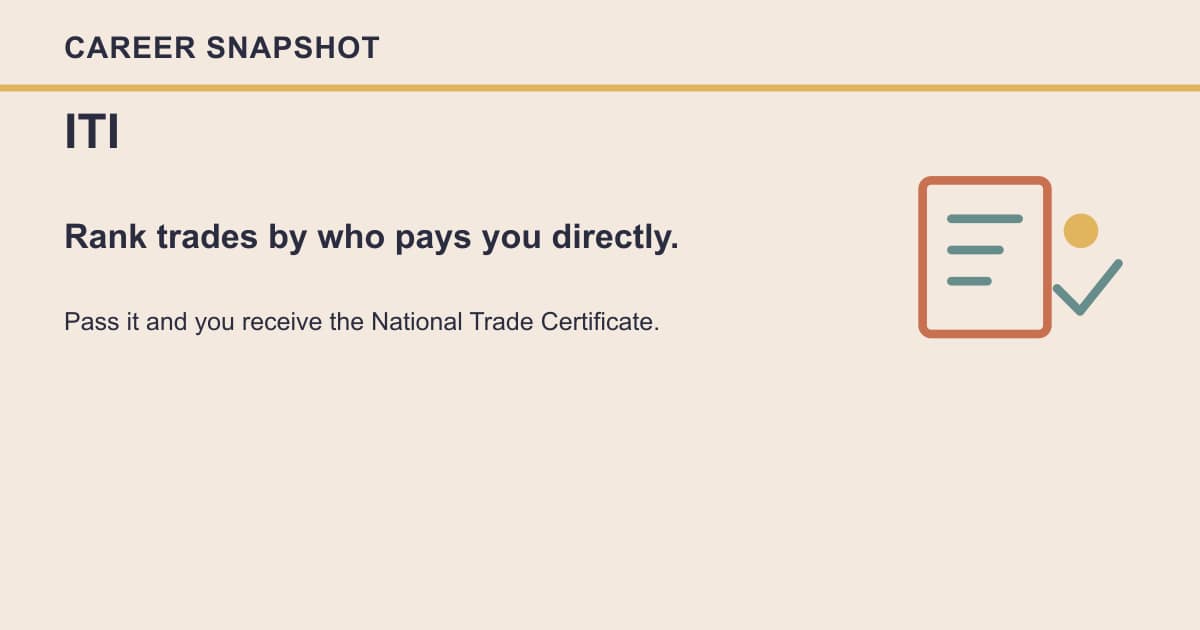 CAREER SNAPSHOT
ITI
Rank trades by who pays you directly.
Pass it and you receive the National Trade Certificate.